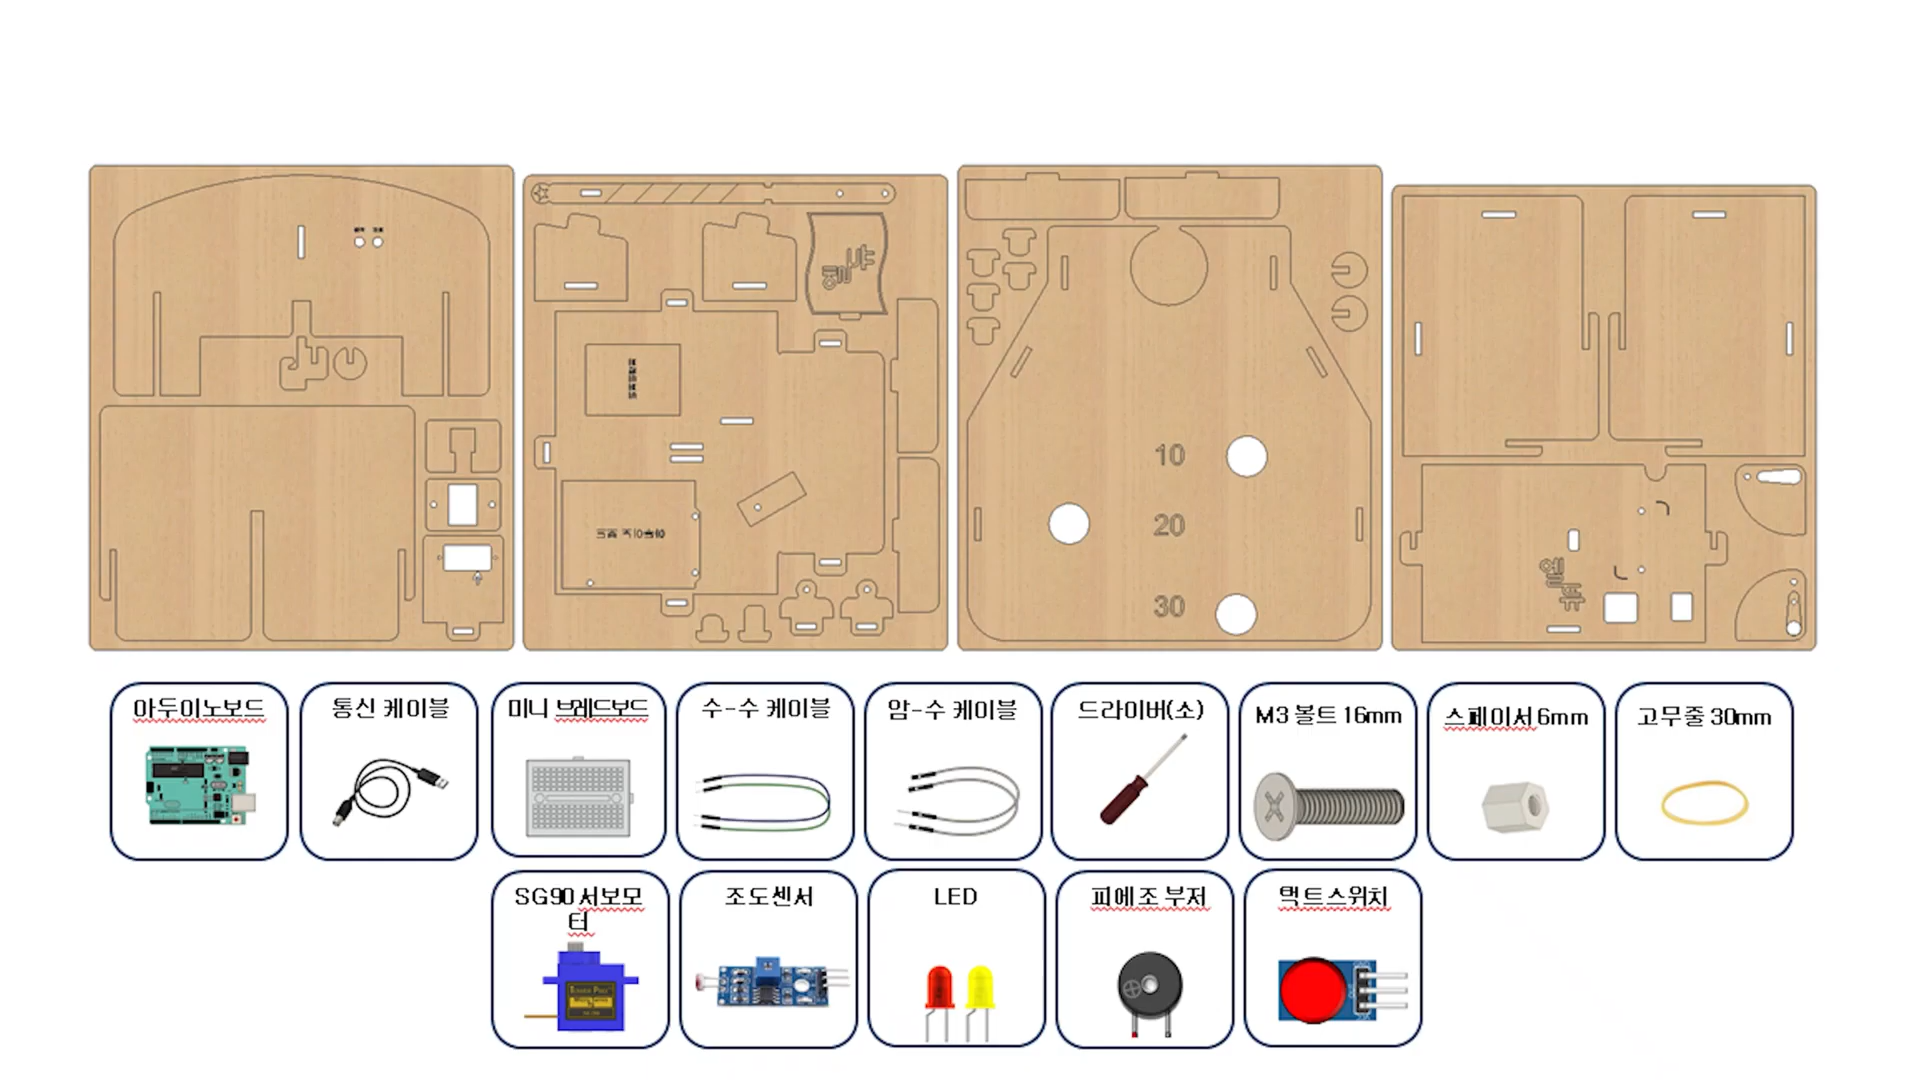 10
20
30
아두이노보드
통신 케이블
미니 브레드보드
수-수 케이블
암-수 케이블
드라이버(소)
M3 볼트 16mm
스페이서 6mm
고무줄 30mm
SG90 서보모
터
조도센서
LED
피에조 부저
택트스위치